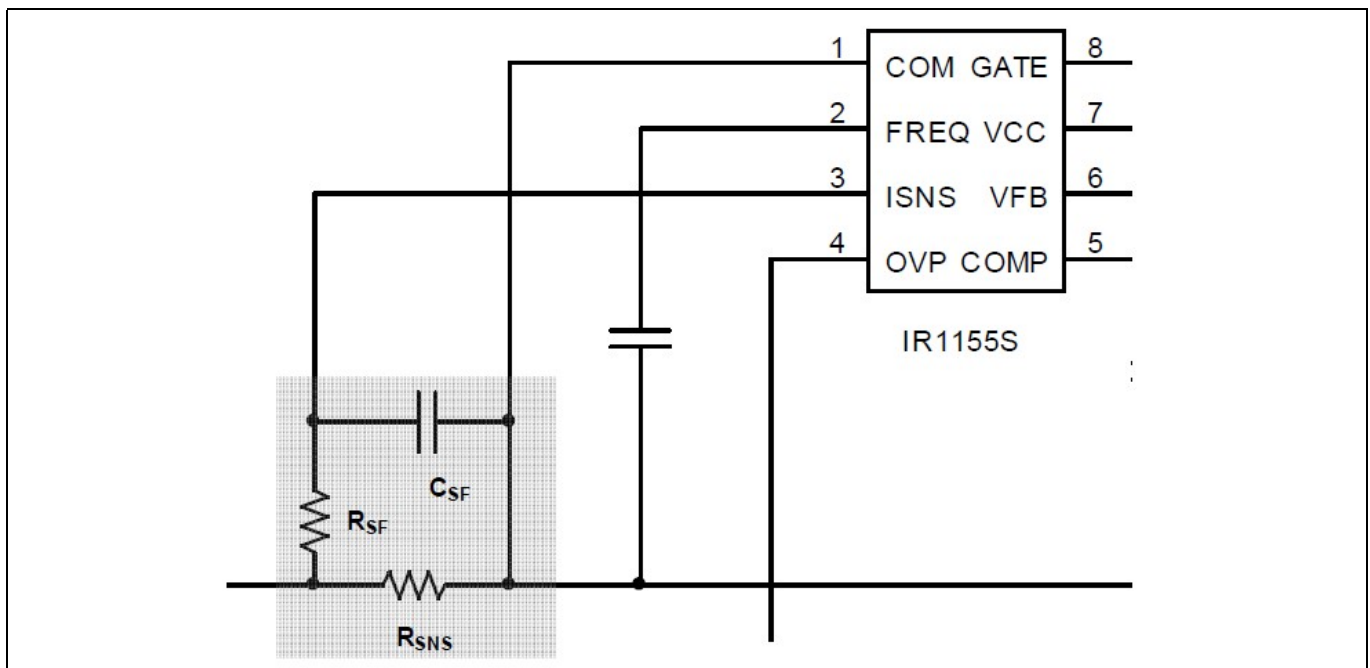 1 COM GATE 8
2 FREQ VCC 7
3 ISNS VFB 6
4 OVP COMP 5
IR1155S
CSF
RSF
RSNS